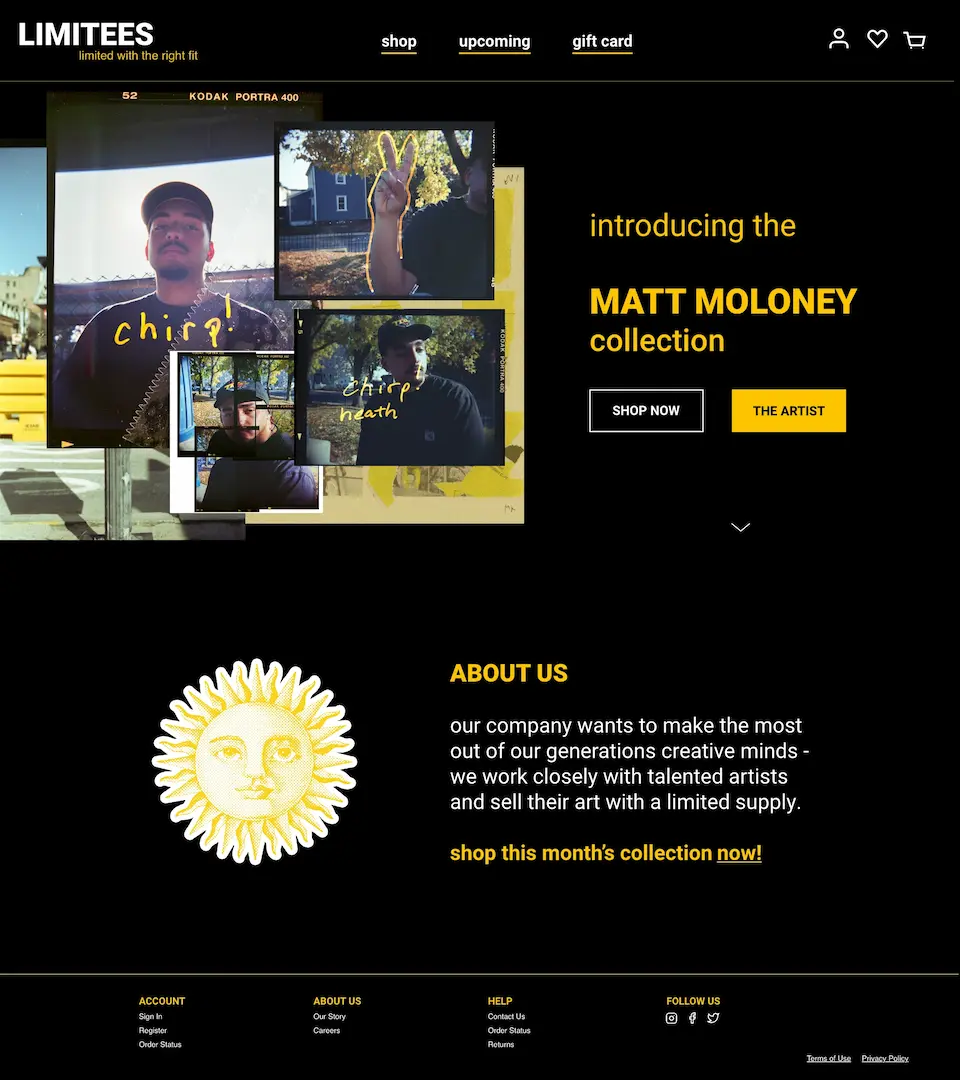 LIMITEES
limited with the right fit
shop
upcoming
gift card
52 KODAK PORTRA 400
chirp!
KODAK PORTRA 400
chirp.
heath
introducing the
MATT MOLONEY
collection
SHOP NOW
THE ARTIST
ABOUT US
our company wants to make the most
out of our generations creative minds -
we work closely with talented artists
and sell their art with a limited supply.
shop this month's collection now!
ACCOUNT
Sign In
Register
Order Status
ABOUT US
Our Story
Careers
HELP
Contact Us
Order Status
Returns
FOLLOW US
Terms of Use
Privacy Policy